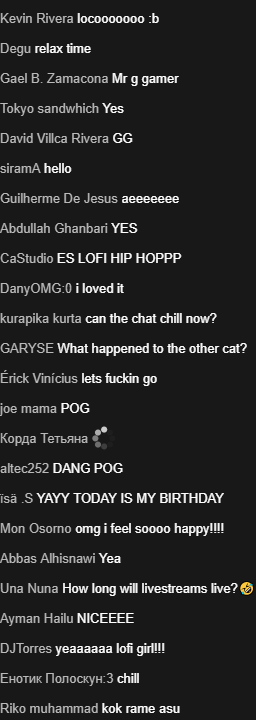 Kevin Rivera locooooooo :b
Degu relax time
Gael B. Zamacona Mr g gamer
Tokyo sandwhich Yes
David Villca Rivera GG
siramA hello
Guilherme De Jesus aeeeeeee
Abdullah Ghanbari YES
CaStudio ES LOFI HIP HOPPP
DanyOMG:0 i loved it
kurapika kurta can the chat chill now?
GARYSE What happened to the other cat?
Érick Vinícius lets fuckin go
joe mama POG
Корда Тетьяна
altec252 DANG POG
ïsä .S YAYY TODAY IS MY BIRTHDAY
Mon Osorno omg i feel soooo happy!!!!
Abbas Alhisnawi Yea
Una Nuna How long will livestreams live?🤣
Ayman Hailu NICEEEE
DJTorres yeaaaaaa lofi girl!!!
Енотик Полоскун:3 chill
Riko muhammad kok rame asu